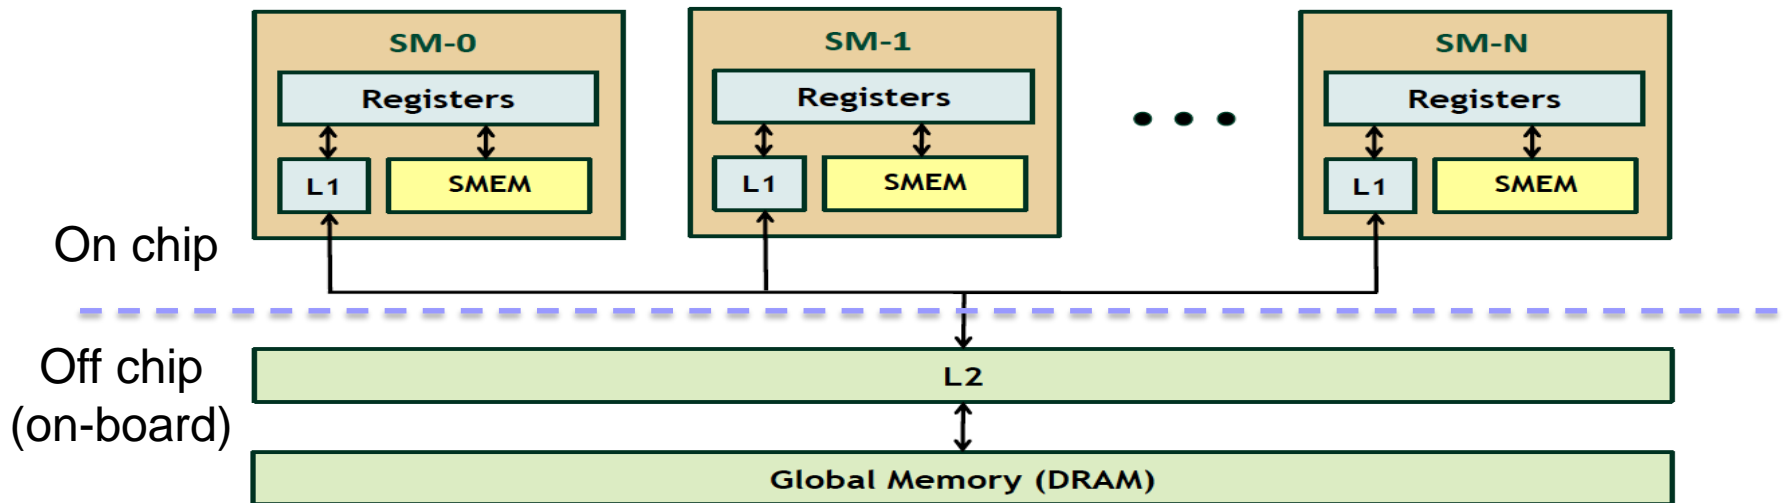 SM-0
SM-1
SM-N
Registers
Registers
Registers
L1
SMEM
L1
SMEM
L1
SMEM
On chip
Off chip
(on-board)
L2
Global Memory (DRAM)